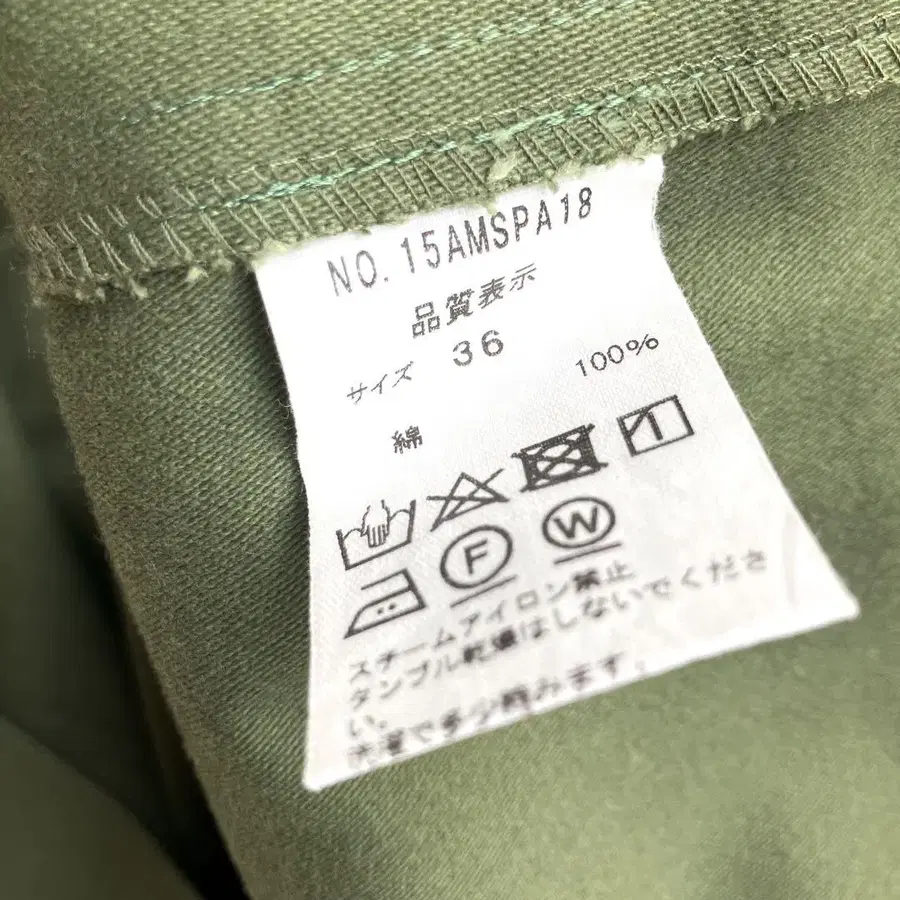 NO. 15AMSPA18
品質表示
サイズ 36
綿 100%
F W
スチームアイロン禁止
タンブル乾燥はしないでくださ
い。
洗濯で多少縮みます。